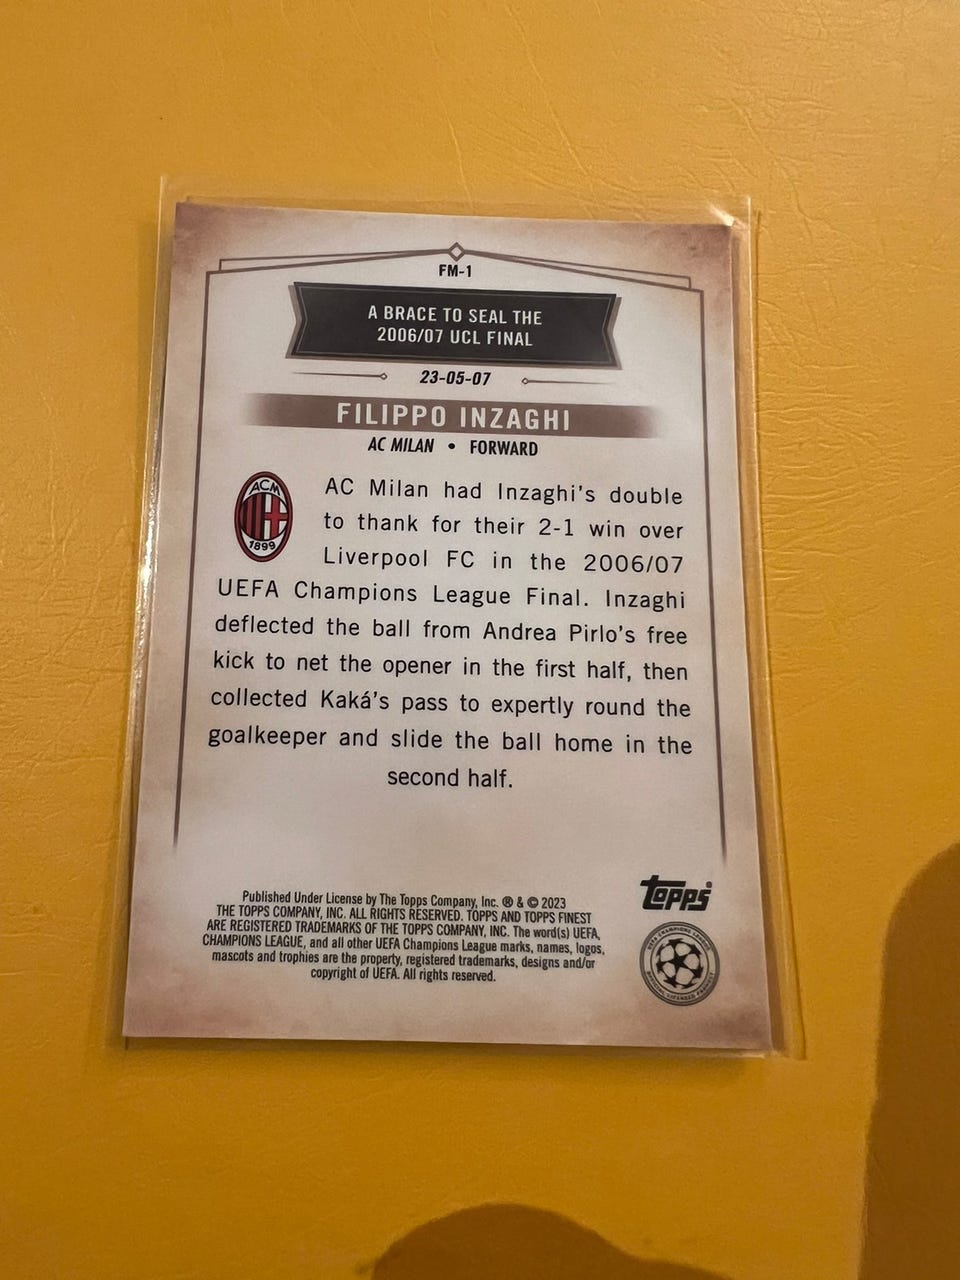 FM-1
A BRACE TO SEAL THE
2006/07 UCL FINAL
23-05-07
FILIPPO INZAGHI
AC MILAN • FORWARD
ACM
1899
AC Milan had Inzaghi's double
to thank for their 2-1 win over
Liverpool FC in the 2006/07
UEFA Champions League Final. Inzaghi
deflected the ball from Andrea Pirlo's free
kick to net the opener in the first half, then
collected Kaká's pass to expertly round the
goalkeeper and slide the ball home in the
second half.
Published Under License by The Topps Company, Inc. ® & © 2023
THE TOPPS COMPANY, INC. ALL RIGHTS RESERVED. TOPPS AND TOPPS FINEST
ARE REGISTERED TRADEMARKS OF THE TOPPS COMPANY, INC. The word(s) UEFA,
CHAMPIONS LEAGUE, and all other UEFA Champions League marks, names, logos,
mascots and trophies are the property, registered trademarks, designs and/or
copyright of UEFA. All rights reserved.
Topps®
UEFA CHAMPIONS LEAGUE
OFFICIAL LICENSED PRODUCT